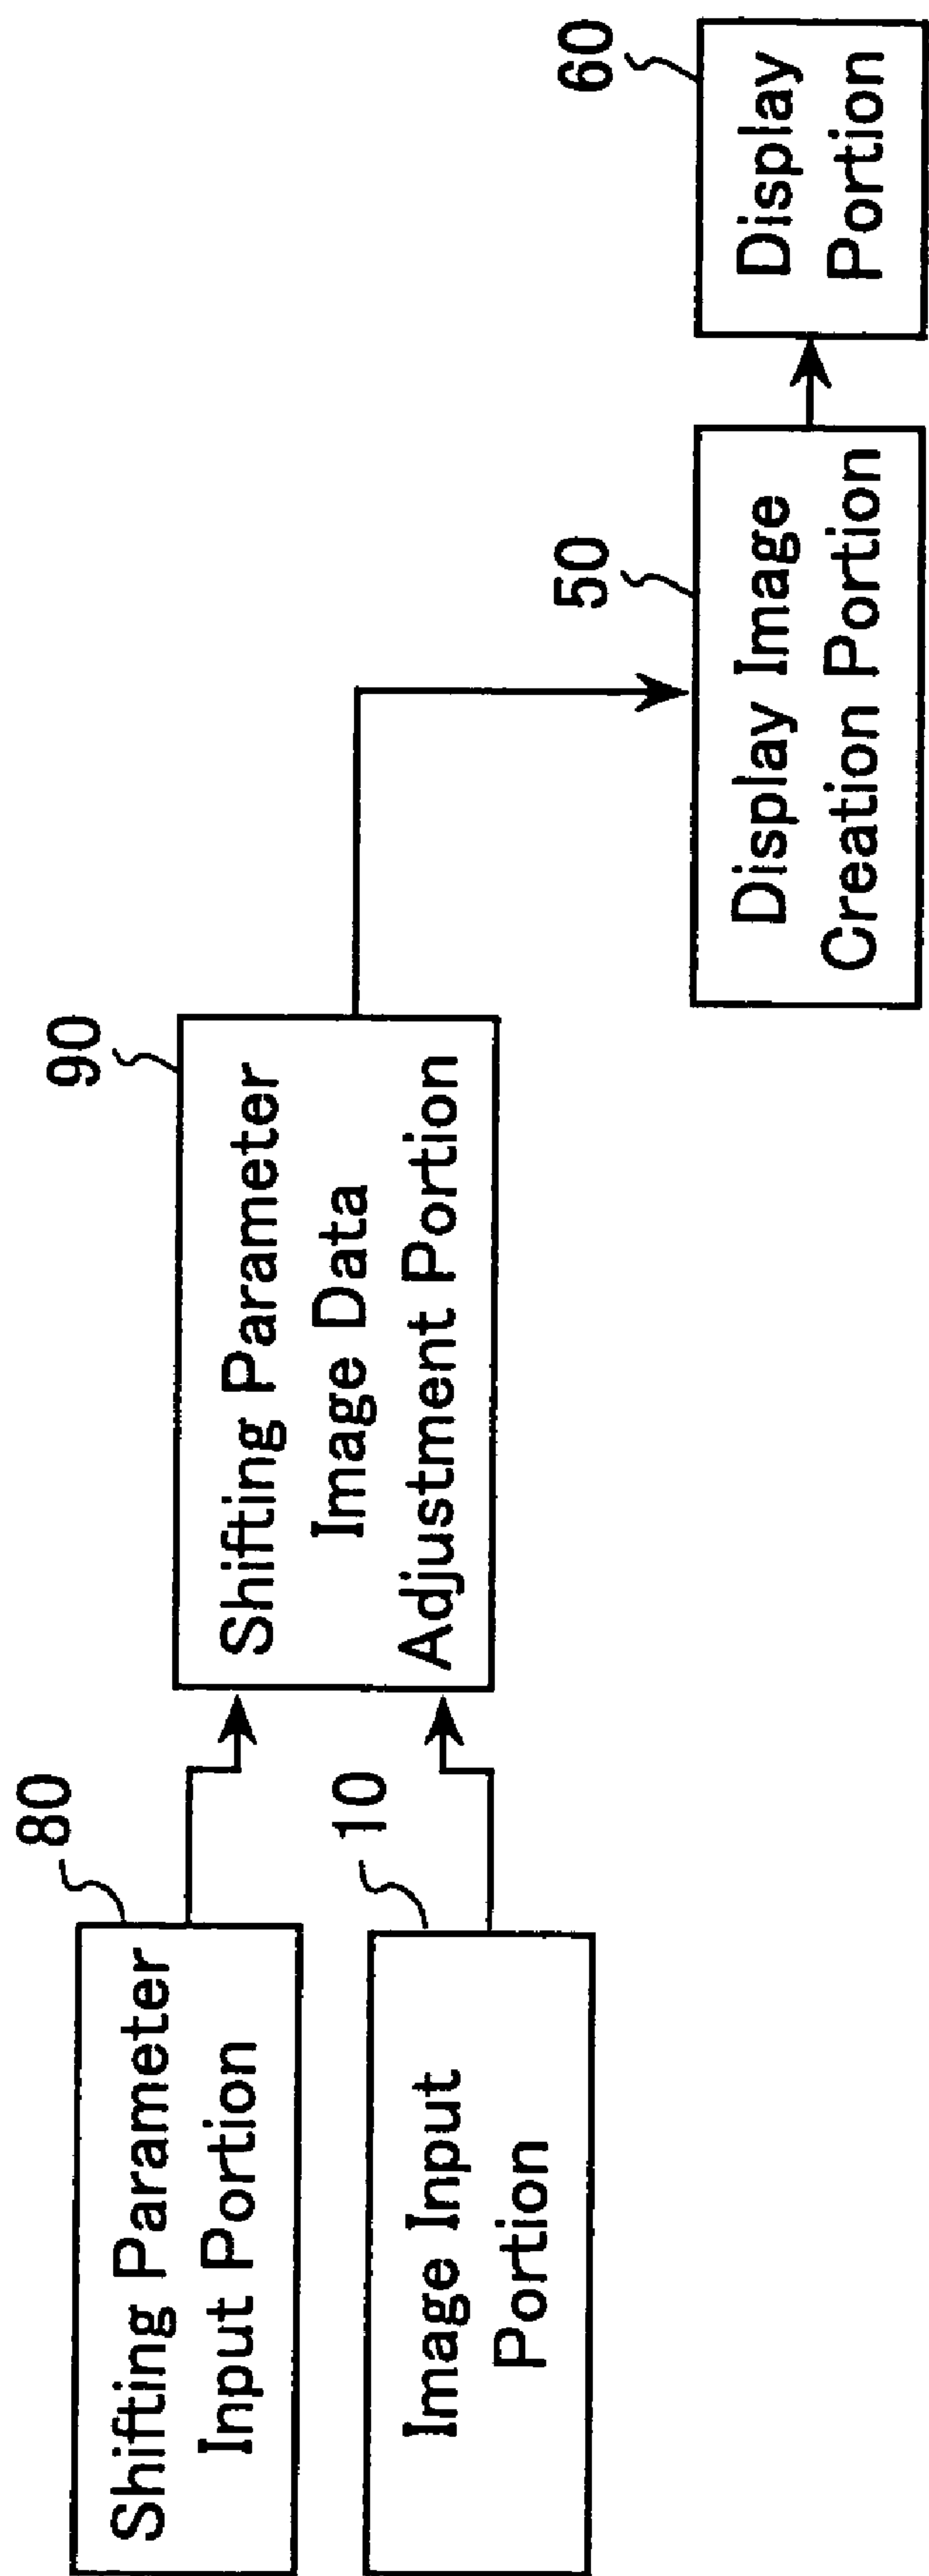 80
Shifting Parameter
Input Portion
10
Image Input
Portion
90
Shifting Parameter
Image Data
Adjustment Portion
50
Display Image
Creation Portion
60
Display
Portion